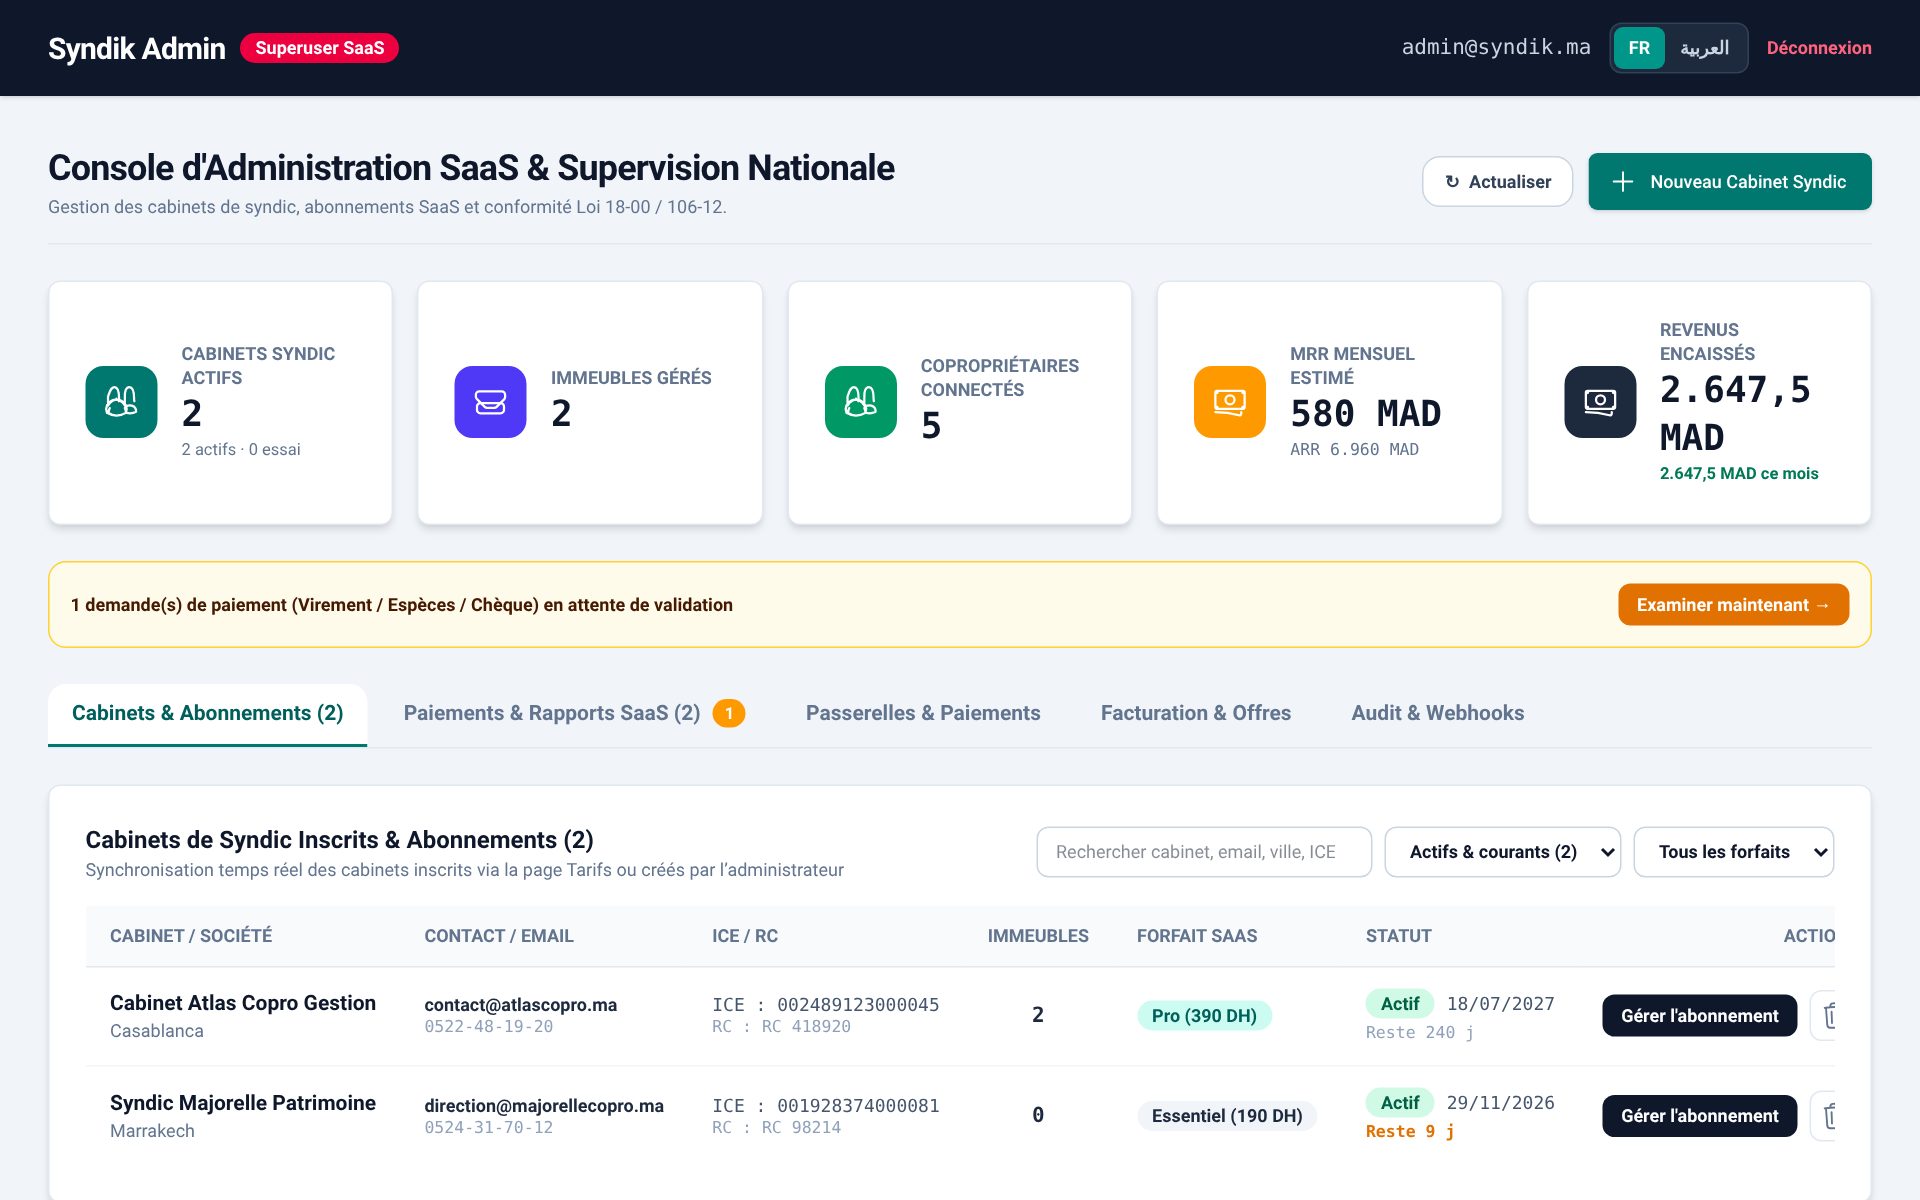 Syndik Admin
Superuser SaaS
admin@syndik.ma
FR
العربية
Déconnexion
Console d'Administration SaaS & Supervision Nationale
Gestion des cabinets de syndic, abonnements SaaS et conformité Loi 18-00 / 106-12.
↻ Actualiser
Nouveau Cabinet Syndic
CABINETS SYNDIC
ACTIFS
2
2 actifs · 0 essai
IMMEUBLES GÉRÉS
2
COPROPRIÉTAIRES
CONNECTÉS
5
MRR MENSUEL
ESTIMÉ
580 MAD
ARR 6.960 MAD
REVENUS
ENCAISSÉS
2.647,5
MAD
2.647,5 MAD ce mois
1 demande(s) de paiement (Virement / Espèces / Chèque) en attente de validation
Examiner maintenant →
Cabinets & Abonnements (2)
Paiements & Rapports SaaS (2) 1
Passerelles & Paiements
Facturation & Offres
Audit & Webhooks
Cabinets de Syndic Inscrits & Abonnements (2)
Synchronisation temps réel des cabinets inscrits via la page Tarifs ou créés par l’administrateur
Rechercher cabinet, email, ville, ICE
Actifs & courants (2)
Tous les forfaits
CABINET / SOCIÉTÉ CONTACT / EMAIL ICE / RC IMMEUBLES FORFAIT SAAS STATUT ACTIO
Cabinet Atlas Copro Gestion
Casablanca
contact@atlascopro.ma
0522-48-19-20
ICE : 002489123000045
RC : RC 418920
2
Pro (390 DH)
Actif 18/07/2027
Reste 240 j
Gérer l'abonnement
Syndic Majorelle Patrimoine
Marrakech
direction@majorellecopro.ma
0524-31-70-12
ICE : 001928374000081
RC : RC 98214
0
Essentiel (190 DH)
Actif 29/11/2026
Reste 9 j
Gérer l'abonnement